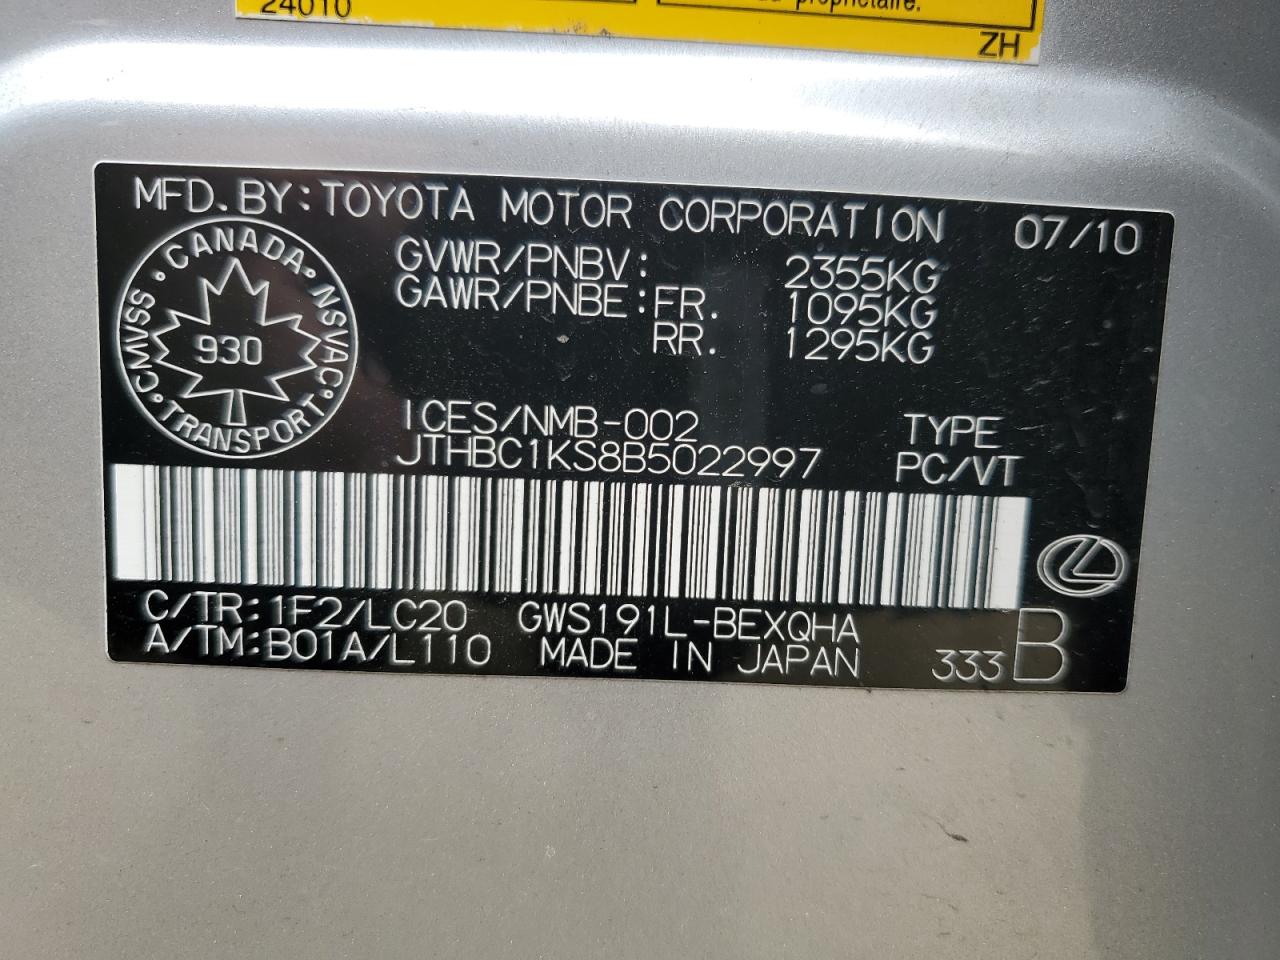 24010
du propriétaire.
ZH
MFD. BY: TOYOTA MOTOR CORPORATION 07/10
GVWR/PNBV: 2355KG
GAWR/PNBE: FR. 1095KG
RR. 1295KG
CANADA · NSVAC · TRANSPORT · CMVSS ·
930
ICES/NMB-002 TYPE
JTHBC1KS8B5022997 PC/VT
C/TR: 1F2/LC20 GWS191L-BEXQHA
A/TM: B01A/L110 MADE IN JAPAN 333 B